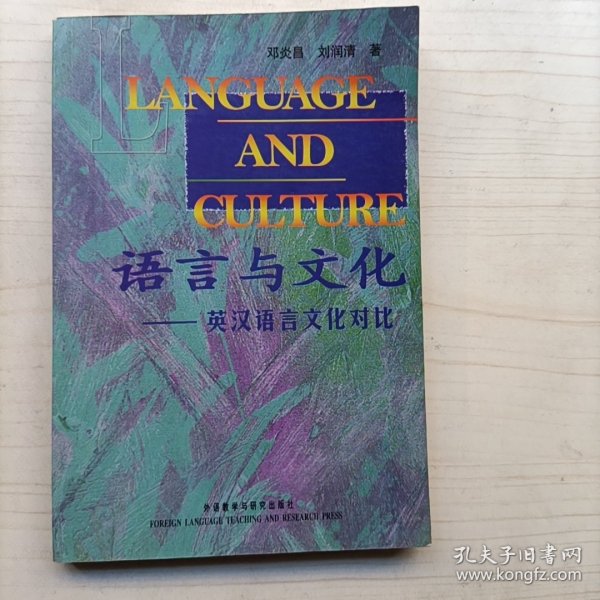 L
邓炎昌 刘润清 著
LANGUAGE
AND
CULTURE
语言与文化
——英汉语言文化对比
外语教学与研究出版社
FOREIGN LANGUAGE TEACHING AND RESEARCH PRESS
孔夫子旧书网
www.kongfz.com